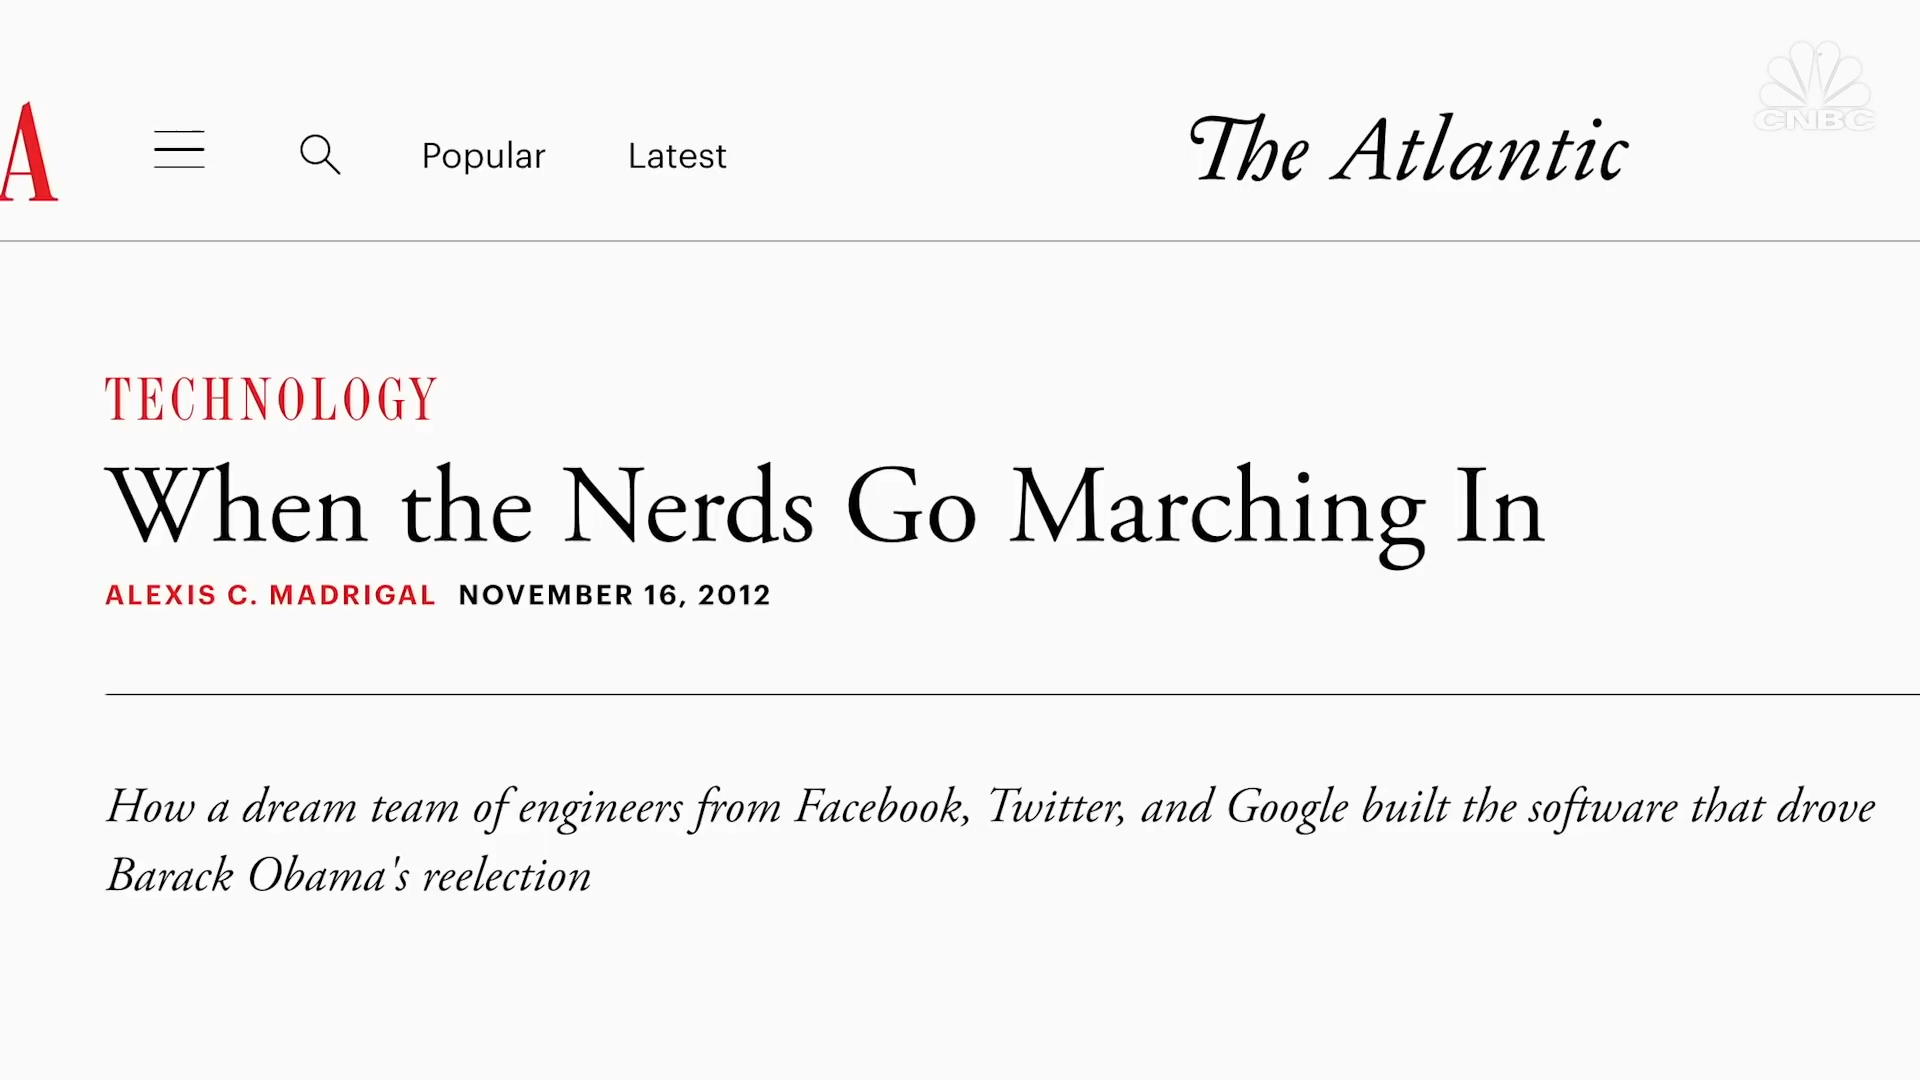 A
Popular
Latest
The Atlantic
CNBC
TECHNOLOGY
When the Nerds Go Marching In
ALEXIS C. MADRIGAL NOVEMBER 16, 2012
How a dream team of engineers from Facebook, Twitter, and Google built the software that drove
Barack Obama's reelection